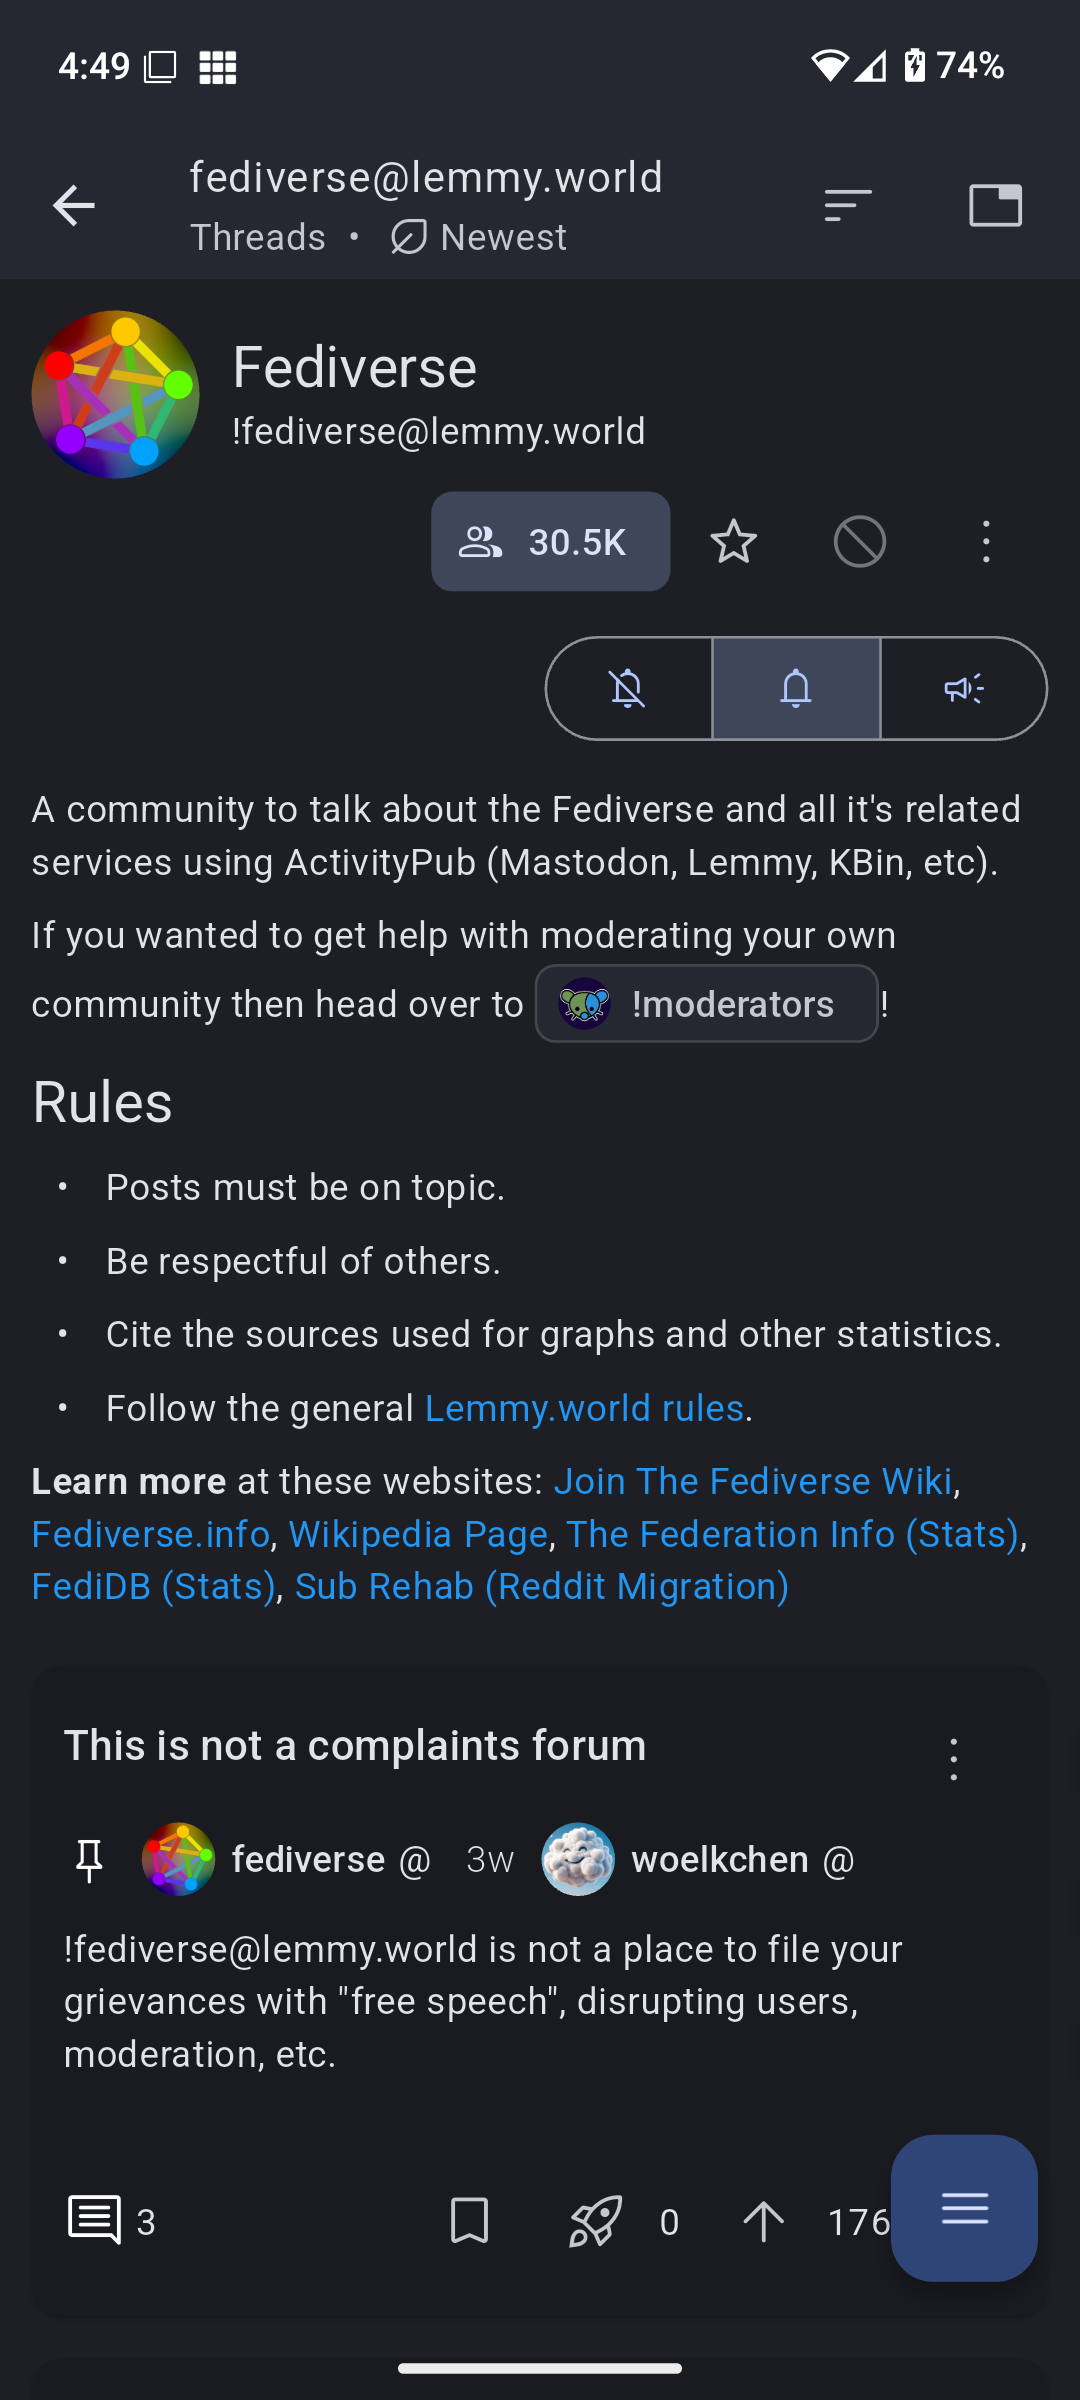 4:49 74%
fediverse@lemmy.world
Threads • Newest
Fediverse
!fediverse@lemmy.world
30.5K
A community to talk about the Fediverse and all it's related
services using ActivityPub (Mastodon, Lemmy, KBin, etc).
If you wanted to get help with moderating your own
community then head over to !moderators !
Rules
• Posts must be on topic.
• Be respectful of others.
• Cite the sources used for graphs and other statistics.
• Follow the general Lemmy.world rules.
Learn more at these websites: Join The Fediverse Wiki,
Fediverse.info, Wikipedia Page, The Federation Info (Stats),
FediDB (Stats), Sub Rehab (Reddit Migration)
This is not a complaints forum
fediverse @ 3w woelkchen @
!fediverse@lemmy.world is not a place to file your
grievances with "free speech", disrupting users,
moderation, etc.
3 0 176